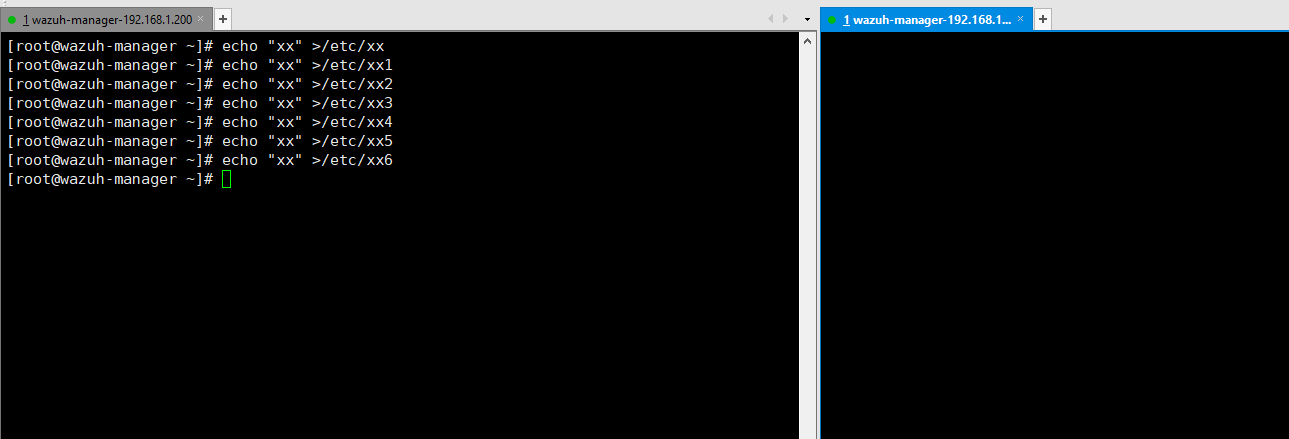 1 wazuh-manager-192.168.1.200 × +
1 wazuh-manager-192.168.1... × +
[root@wazuh-manager ~]# echo "xx" >/etc/xx
[root@wazuh-manager ~]# echo "xx" >/etc/xx1
[root@wazuh-manager ~]# echo "xx" >/etc/xx2
[root@wazuh-manager ~]# echo "xx" >/etc/xx3
[root@wazuh-manager ~]# echo "xx" >/etc/xx4
[root@wazuh-manager ~]# echo "xx" >/etc/xx5
[root@wazuh-manager ~]# echo "xx" >/etc/xx6
[root@wazuh-manager ~]#